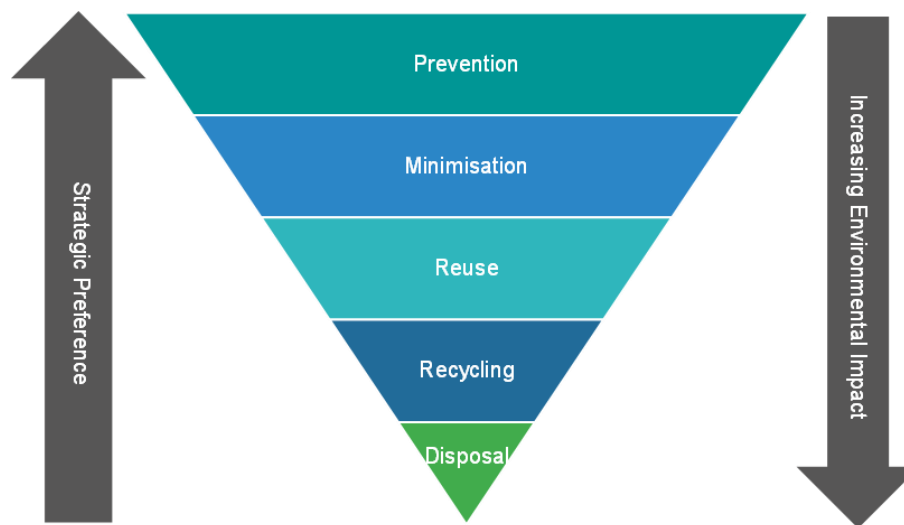 Prevention
Minimisation
Reuse
Recycling
Disposal
Strategic Preference
Increasing Environmental Impact